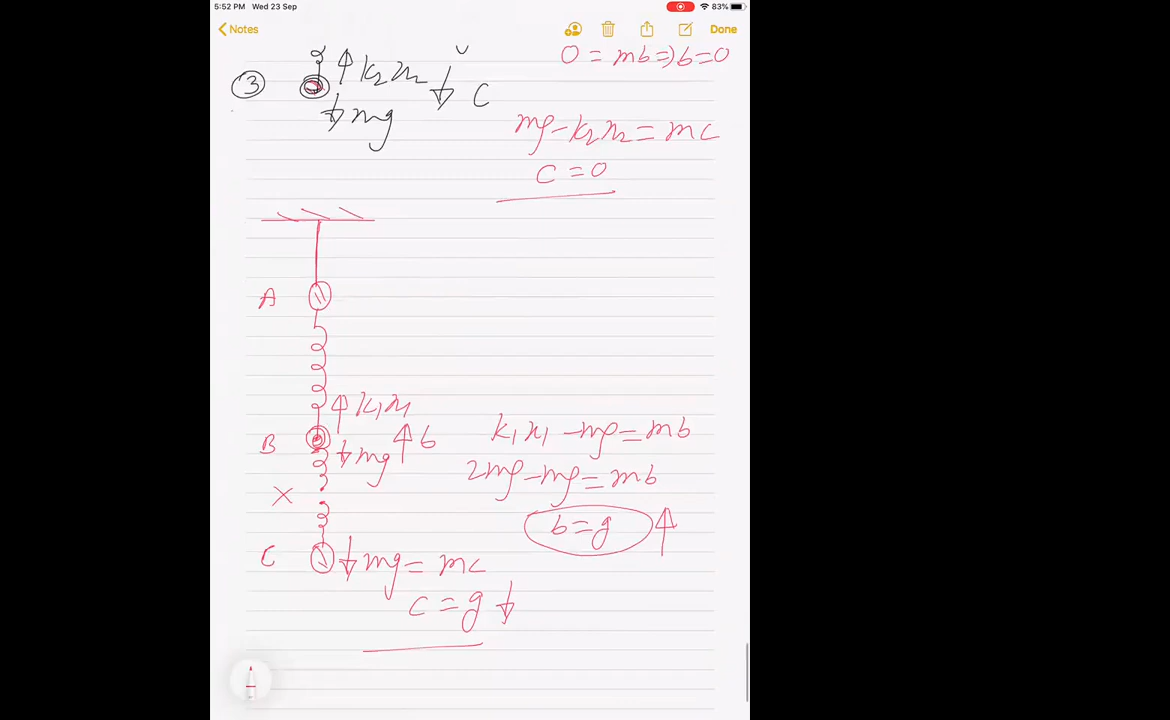 5:52 PM Wed 23 Sep
83%
Notes
Done
0 = mb => b = 0
3 ↑ k2x2 ↓ c
↓ mg
mg - k2x2 = mc
c = 0
A
↑ k1x1
B ↓ mg ↑ b
k1x1 - mg = mb
2mg - mg = mb
X
b = g ↑
C ↓ mg = mc
c = g ↓